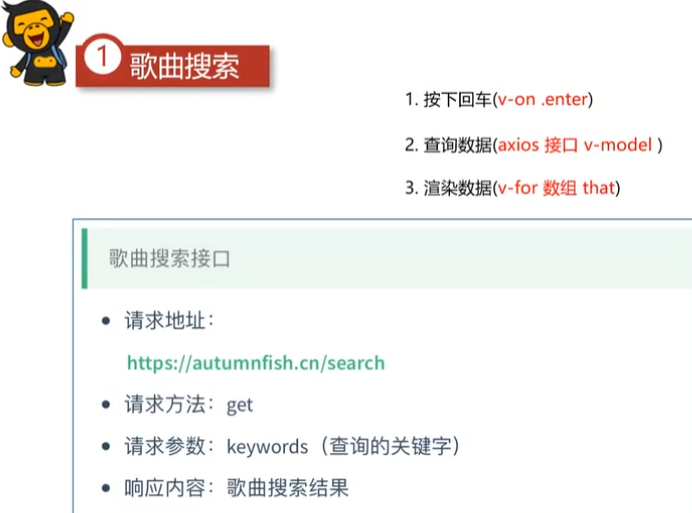 1 歌曲搜索
1. 按下回车(v-on .enter)
2. 查询数据(axios 接口 v-model )
3. 渲染数据(v-for 数组 that)
歌曲搜索接口
• 请求地址：
https://autumnfish.cn/search
• 请求方法：get
• 请求参数：keywords（查询的关键字）
• 响应内容：歌曲搜索结果